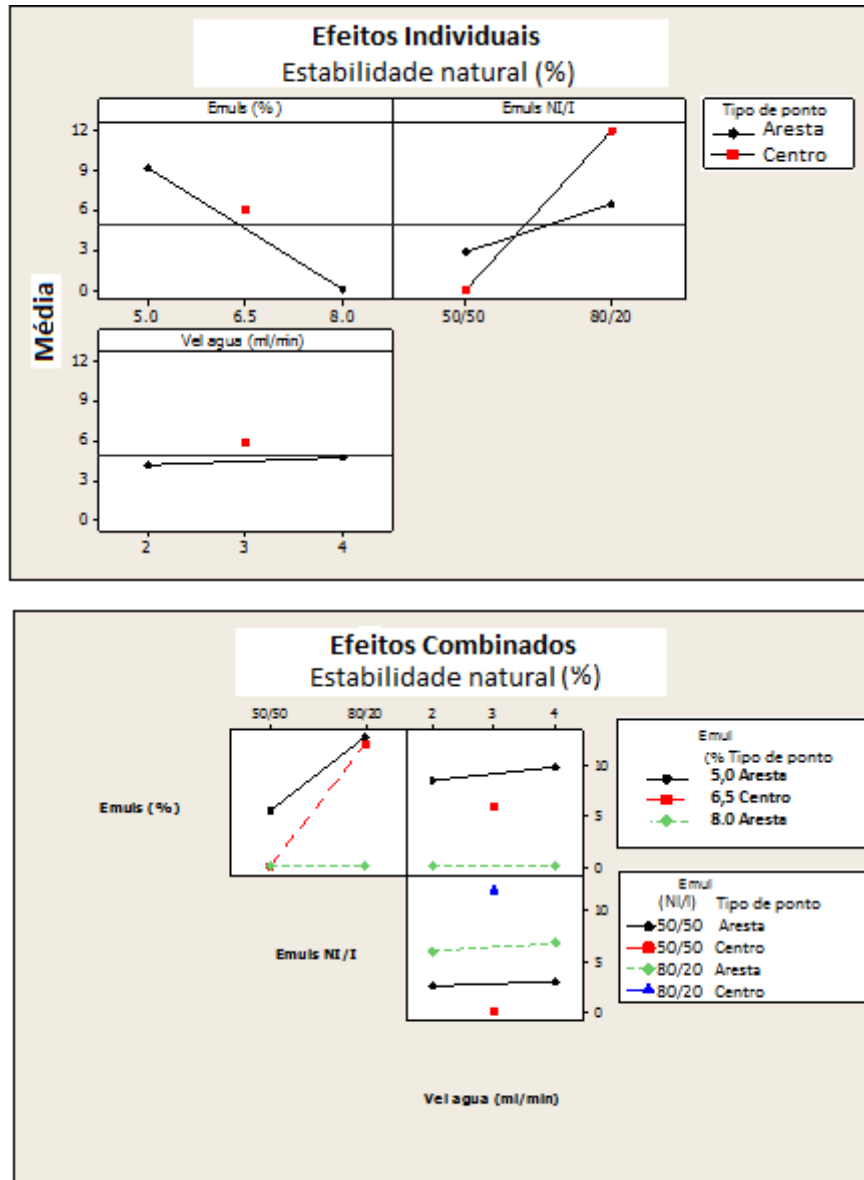 Efeitos Individuais
Estabilidade natural (%)
Emuls (%)
Emuls NI/I
12
9
6
3
0
5.0
6.5
8.0
50/50
80/20
Vel agua (ml/min)
12
9
6
3
0
2
3
4
Média
Tipo de ponto
Aresta
Centro
Efeitos Combinados
Estabilidade natural (%)
50/50
80/20
2
3
4
Emuls (%)
10
5
0
Emuls NI/I
10
5
0
Vel agua (ml/min)
Emul
(% Tipo de ponto
5,0 Aresta
6,5 Centro
8.0 Aresta
Emul
(NI/I) Tipo de ponto
50/50 Aresta
50/50 Centro
80/20 Aresta
80/20 Centro